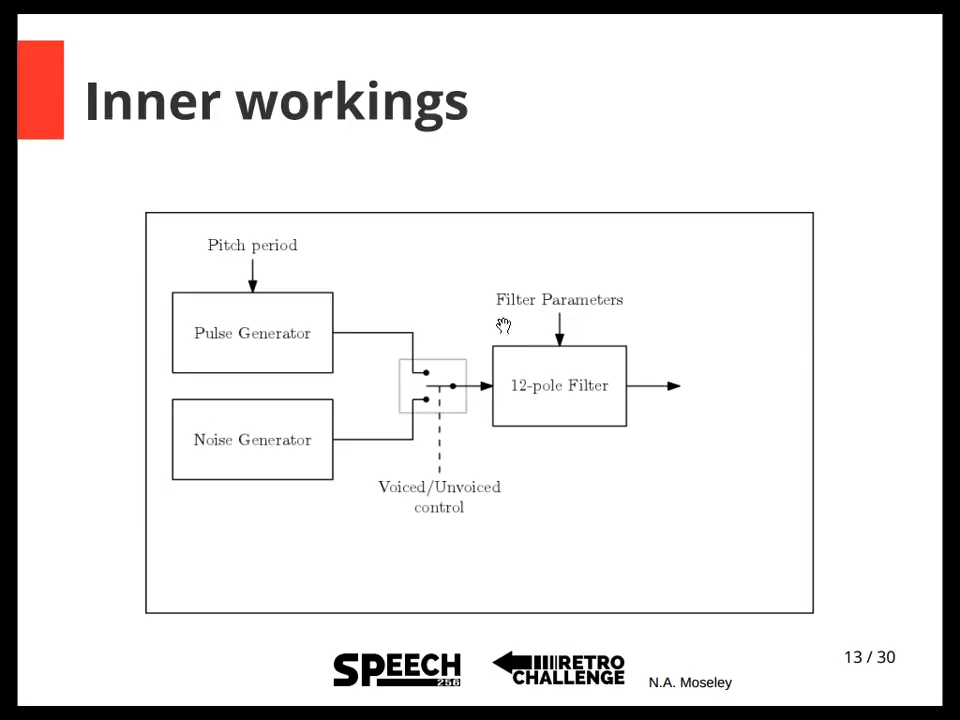 Inner workings
Pitch period
Pulse Generator
Filter Parameters
12-pole Filter
Noise Generator
Voiced/Unvoiced
control
SPEECH
256
RETRO
CHALLENGE
N.A. Moseley
13 / 30